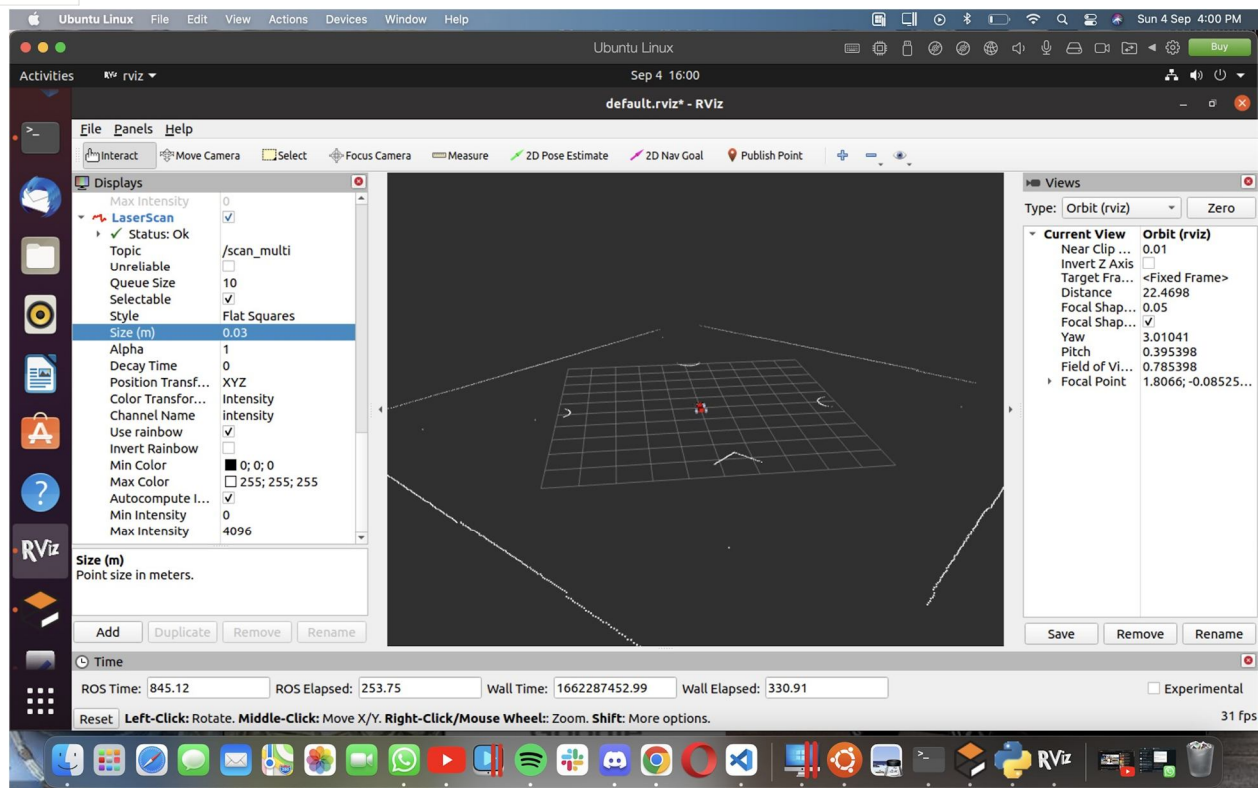 Ubuntu Linux File Edit View Actions Devices Window Help Sun 4 Sep 4:00 PM
Ubuntu Linux Buy
Activities RViz rviz Sep 4 16:00
default.rviz* - RViz
File Panels Help
Interact Move Camera Select Focus Camera Measure 2D Pose Estimate 2D Nav Goal Publish Point
Displays
Max Intensity 0
LaserScan
Status: Ok
Topic /scan_multi
Unreliable
Queue Size 10
Selectable
Style Flat Squares
Size (m) 0.03
Alpha 1
Decay Time 0
Position Transf... XYZ
Color Transfor... Intensity
Channel Name intensity
Use rainbow
Invert Rainbow
Min Color 0; 0; 0
Max Color 255; 255; 255
Autocompute I...
Min Intensity 0
Max Intensity 4096
Size (m)
Point size in meters.
Add Duplicate Remove Rename
Views
Type: Orbit (rviz) Zero
Current View Orbit (rviz)
Near Clip ... 0.01
Invert Z Axis
Target Fra... <Fixed Frame>
Distance 22.4698
Focal Shap... 0.05
Focal Shap...
Yaw 3.01041
Pitch 0.395398
Field of Vi... 0.785398
Focal Point 1.8066; -0.08525...
Save Remove Rename
RViz
Time
ROS Time: 845.12 ROS Elapsed: 253.75 Wall Time: 1662287452.99 Wall Elapsed: 330.91 Experimental
Reset Left-Click: Rotate. Middle-Click: Move X/Y. Right-Click/Mouse Wheel:: Zoom. Shift: More options. 31 fps
RViz